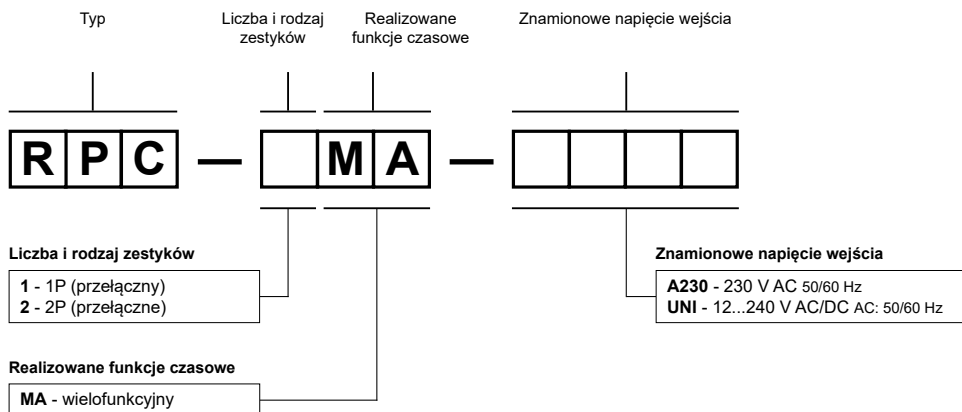 Typ
Liczba i rodzaj
zestyków
Realizowane
funkcje czasowe
Znamionowe napięcie wejścia
R P C — M A —
Liczba i rodzaj zestyków
1 - 1P (przełączny)
2 - 2P (przełączne)
Znamionowe napięcie wejścia
A230 - 230 V AC 50/60 Hz
UNI - 12...240 V AC/DC AC: 50/60 Hz
Realizowane funkcje czasowe
MA - wielofunkcyjny